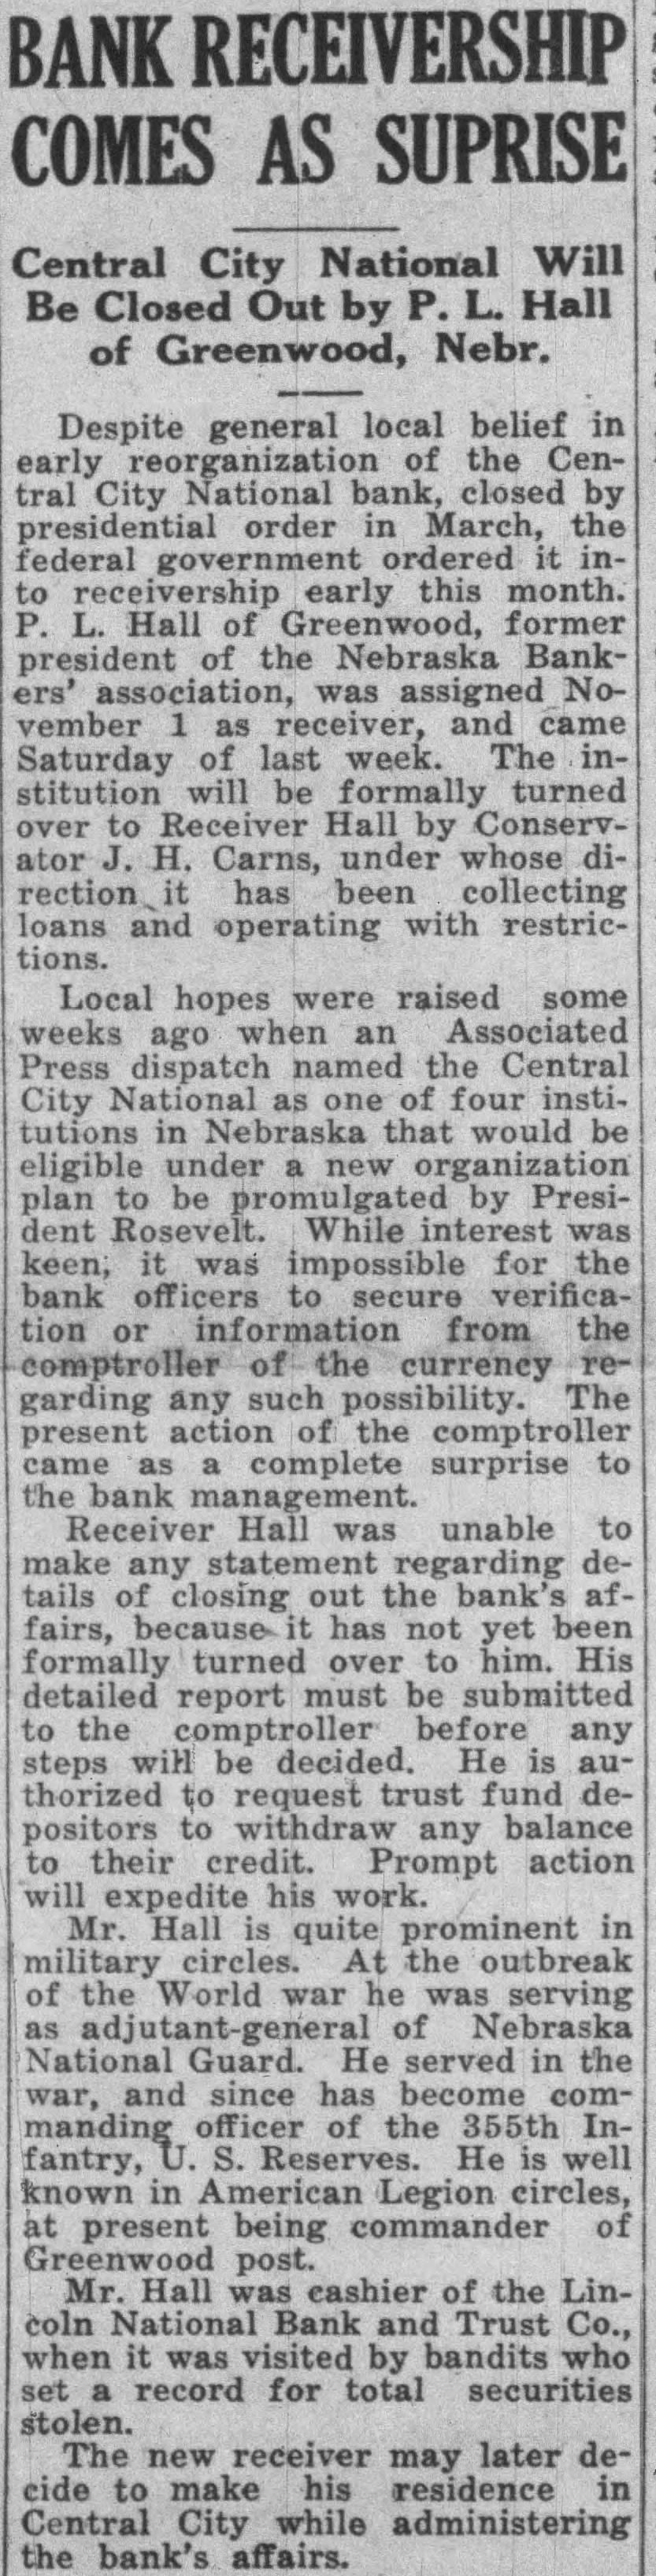 BANK RECEIVERSHIP
COMES AS SUPRISE
Central City National Will
Be Closed Out by P. L. Hall
of Greenwood, Nebr.
Despite general local belief in
early reorganization of the Cen-
tral City National bank, closed by
presidential order in March, the
federal government ordered it in-
to receivership early this month.
P. L. Hall of Greenwood, former
president of the Nebraska Bank-
ers' association, was assigned No-
vember 1 as receiver, and came
Saturday of last week. The in-
stitution will be formally turned
over to Receiver Hall by Conserv-
ator J. H. Carns, under whose di-
rection it has been collecting
loans and operating with restric-
tions.
Local hopes were raised some
weeks ago when an Associated
Press dispatch named the Central
City National as one of four insti-
tutions in Nebraska that would be
eligible under a new organization
plan to be promulgated by Presi-
dent Rosevelt. While interest was
keen, it was impossible for the
bank officers to secure verifica-
tion or information from the
comptroller of the currency re-
garding any such possibility. The
present action of the comptroller
came as a complete surprise to
the bank management.
Receiver Hall was unable to
make any statement regarding de-
tails of closing out the bank's af-
fairs, because it has not yet been
formally turned over to him. His
detailed report must be submitted
to the comptroller before any
steps will be decided. He is au-
thorized to request trust fund de-
positors to withdraw any balance
to their credit. Prompt action
will expedite his work.
Mr. Hall is quite prominent in
military circles. At the outbreak
of the World war he was serving
as adjutant-general of Nebraska
National Guard. He served in the
war, and since has become com-
manding officer of the 355th In-
fantry, U. S. Reserves. He is well
known in American Legion circles,
at present being commander of
Greenwood post.
Mr. Hall was cashier of the Lin-
coln National Bank and Trust Co.,
when it was visited by bandits who
set a record for total securities
stolen.
The new receiver may later de-
cide to make his residence in
Central City while administering
the bank's affairs.